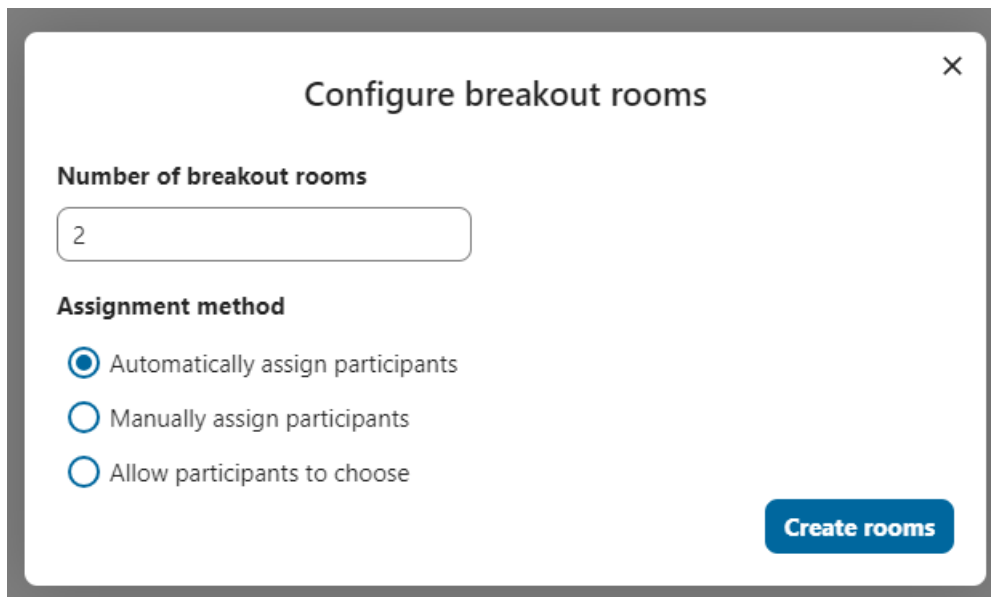 Configure breakout rooms
Number of breakout rooms
2
Assignment method
Automatically assign participants
Manually assign participants
Allow participants to choose
Create rooms